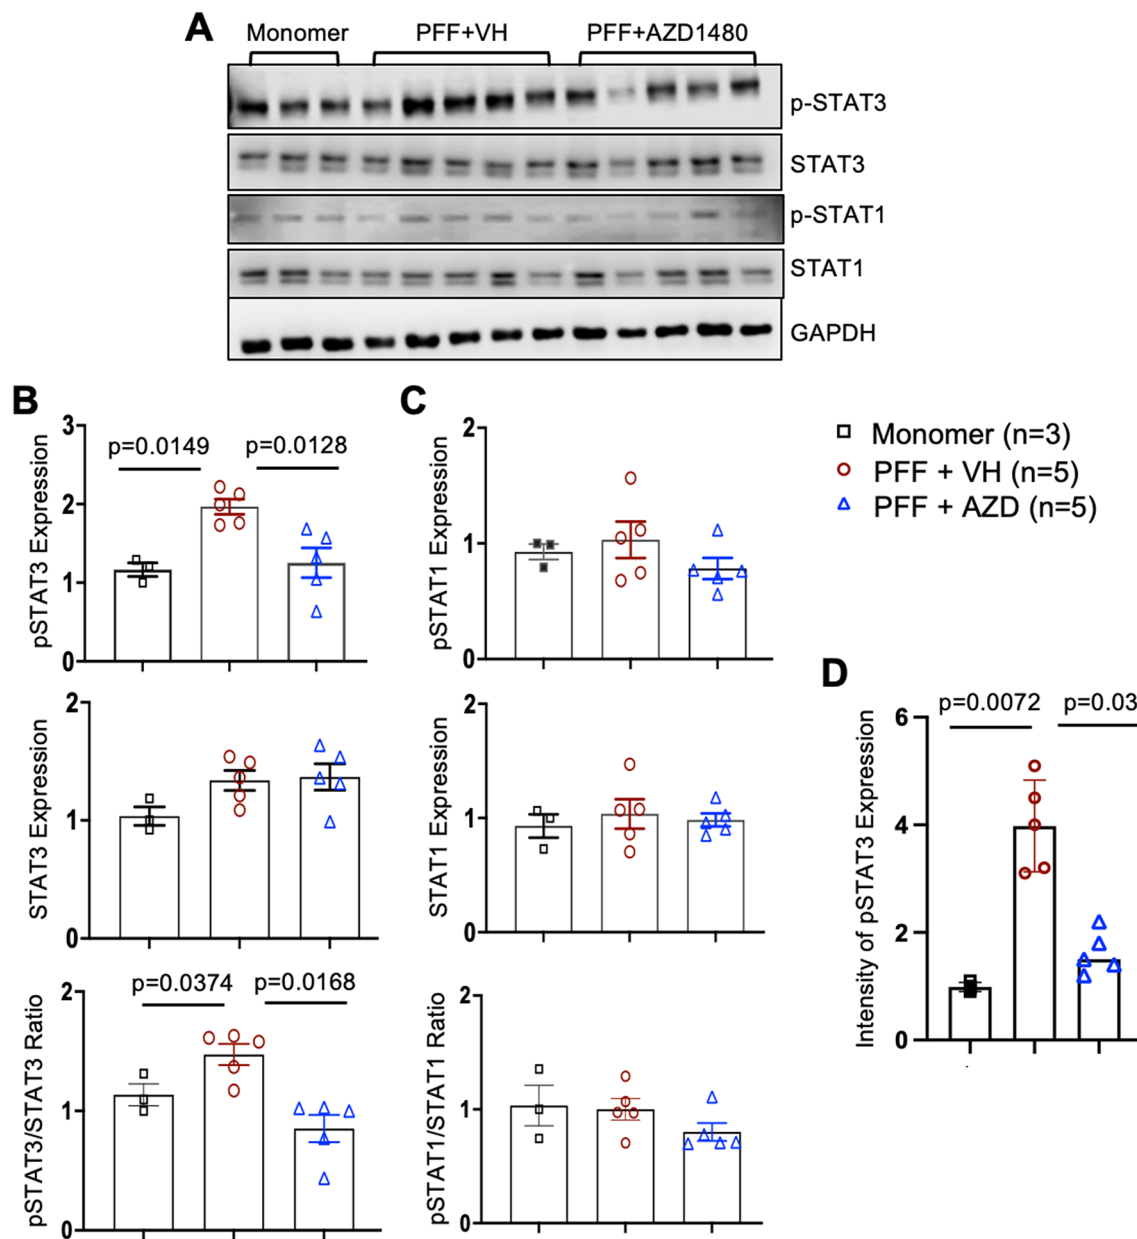 A
Monomer PFF+VH PFF+AZD1480
p-STAT3
STAT3
p-STAT1
STAT1
GAPDH
B
pSTAT3 Expression
3
2
1
0
p=0.0149 p=0.0128
STAT3 Expression
2
1
0
pSTAT3/STAT3 Ratio
2
1
0
p=0.0374 p=0.0168
C
pSTAT1 Expression
2
1
0
STAT1 Expression
2
1
0
pSTAT1/STAT1 Ratio
2
1
0
Monomer (n=3)
PFF + VH (n=5)
PFF + AZD (n=5)
D
Intensity of pSTAT3 Expression
6
4
2
0
p=0.0072 p=0.03